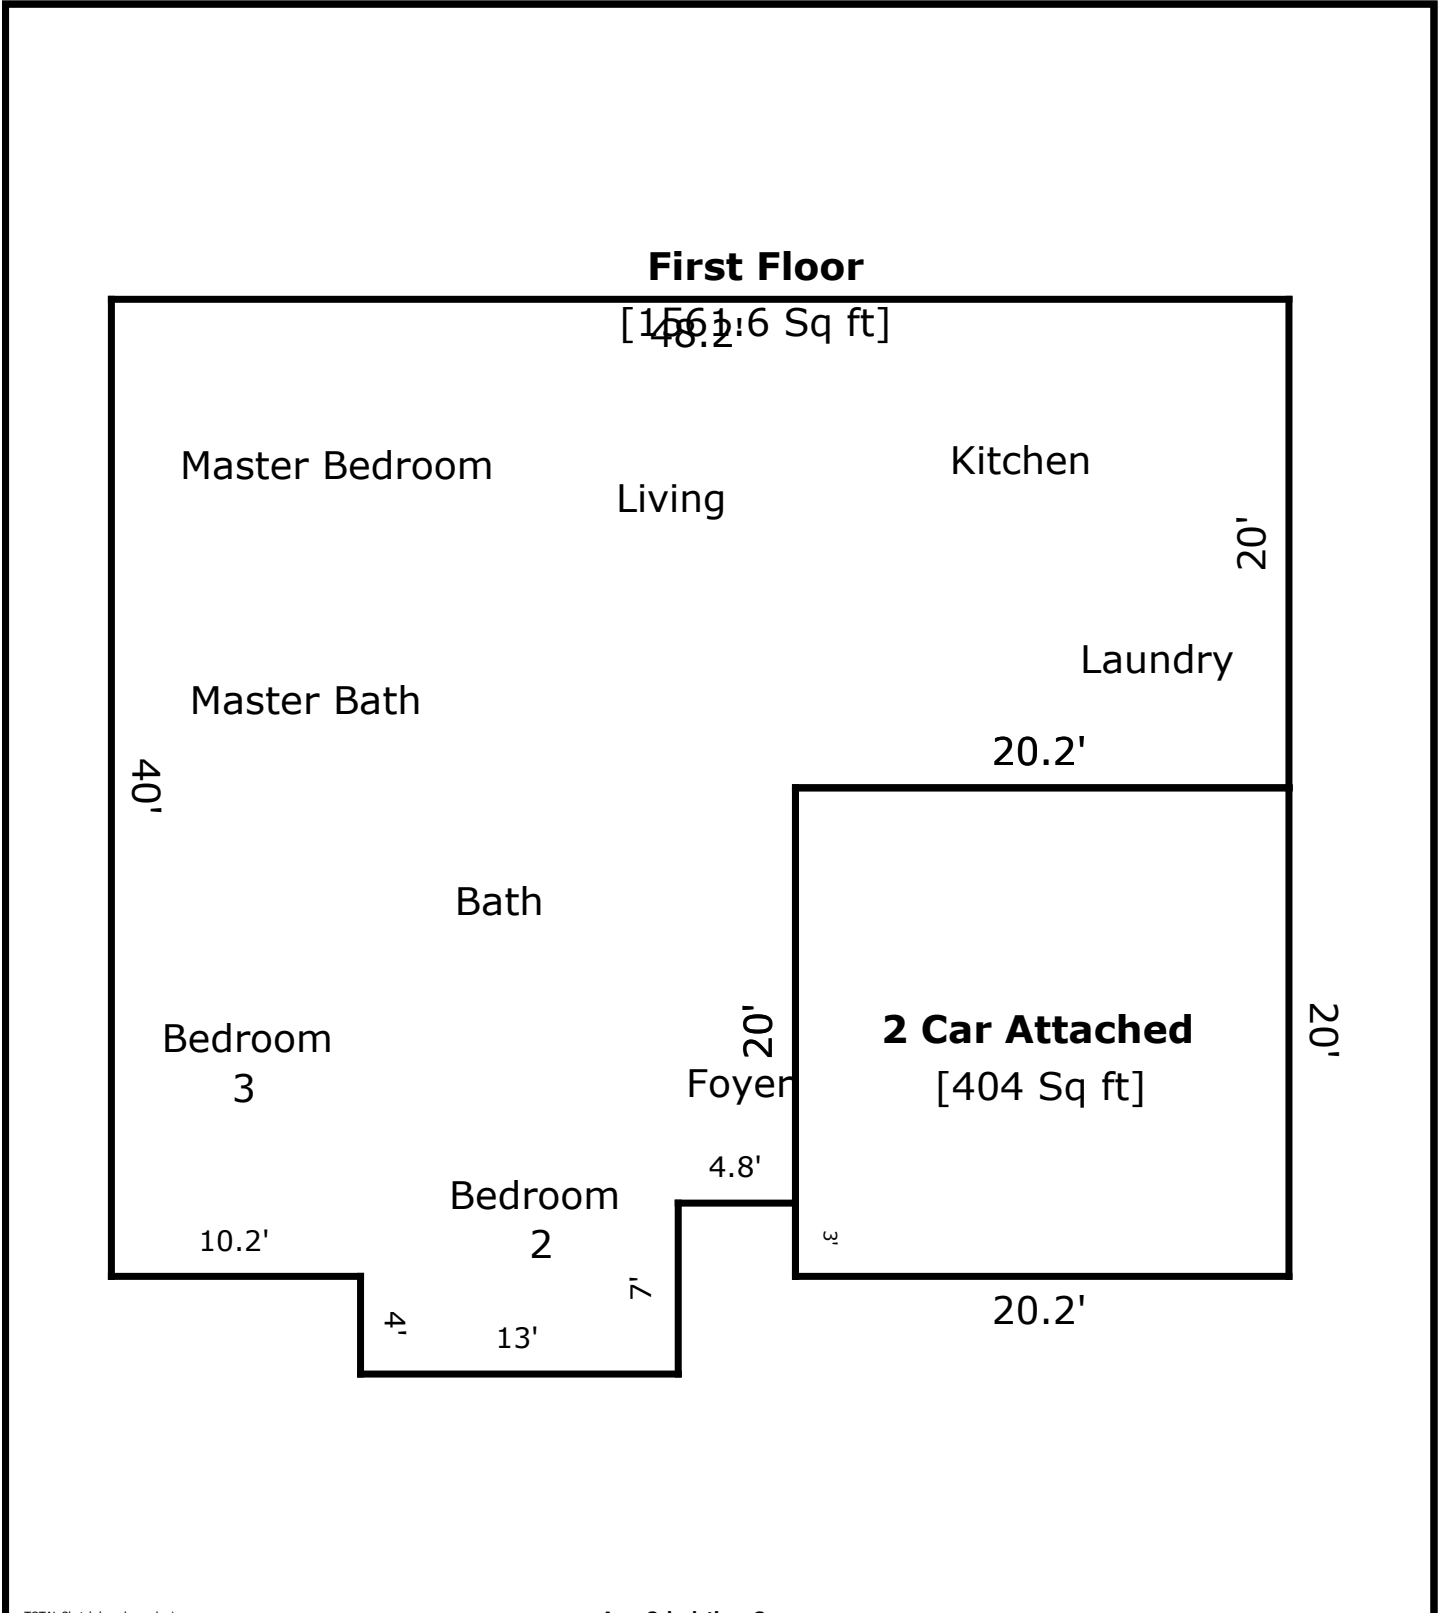 First Floor
[1561.6 Sq ft]
48.2'
Master Bedroom
Living
Kitchen
20'
Laundry
Master Bath
20.2'
40'
Bath
20'
2 Car Attached
[404 Sq ft]
20'
Bedroom
3
Foyer
4.8'
Bedroom
2
10.2'
3'
7'
4'
13'
20.2'